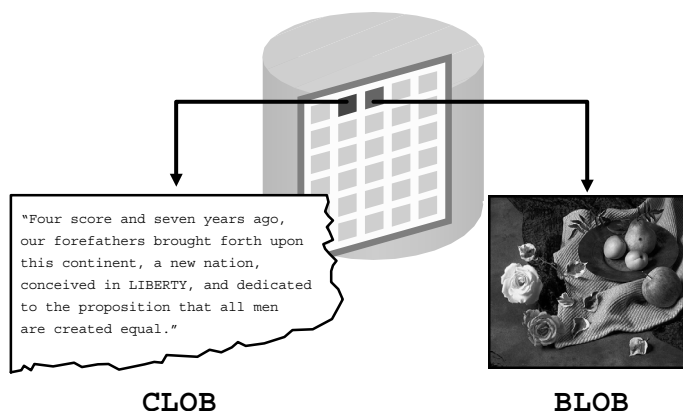 “Four score and seven years ago,
our forefathers brought forth upon
this continent, a new nation,
conceived in LIBERTY, and dedicated
to the proposition that all men
are created equal.”
CLOB
BLOB